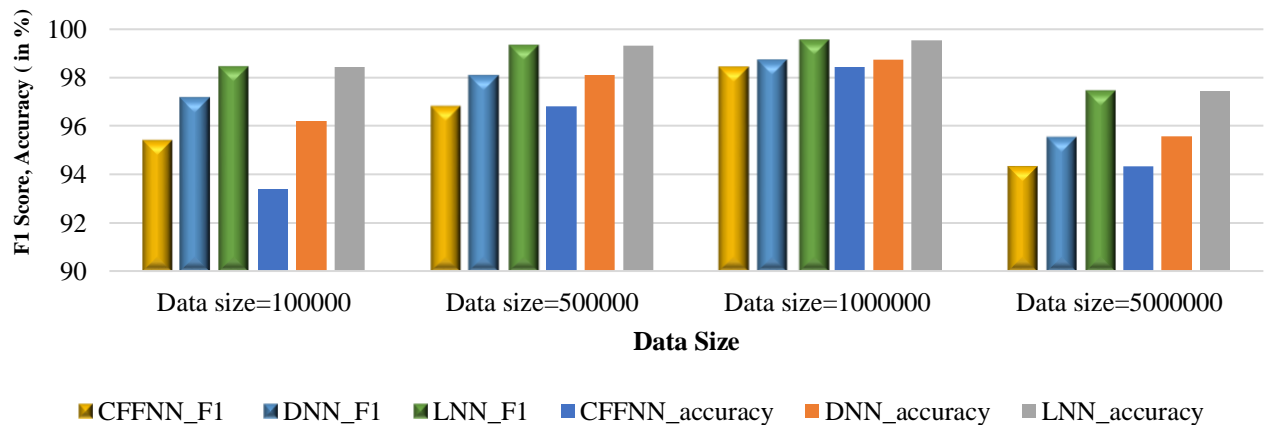 F1 Score, Accuracy ( in %)
100
98
96
94
92
90
Data size=100000 Data size=500000 Data size=1000000 Data size=5000000
Data Size
CFFNN_F1 DNN_F1 LNN_F1 CFFNN_accuracy DNN_accuracy LNN_accuracy